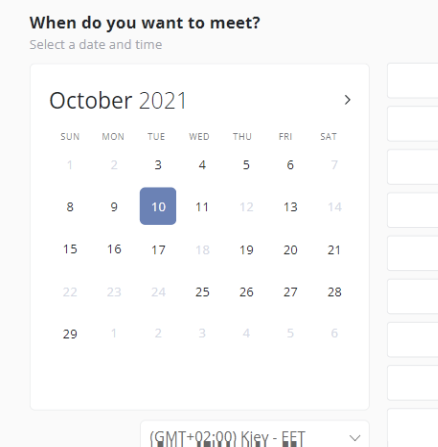 When do you want to meet?
Select a date and time
October 2021
SUN MON TUE WED THU FRI SAT
1 2 3 4 5 6 7
8 9 10 11 12 13 14
15 16 17 18 19 20 21
22 23 24 25 26 27 28
29 1 2 3 4 5 6
(GMT+02:00) Kiev - EET